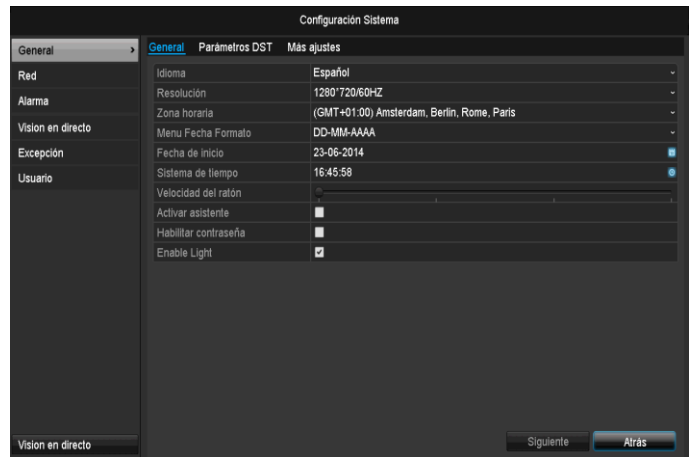 Configuración Sistema
General
Red
Alarma
Vision en directo
Excepción
Usuario
Vision en directo
General Parámetros DST Más ajustes
Idioma Español
Resolución 1280*720/60HZ
Zona horaria (GMT+01:00) Amsterdam, Berlin, Rome, Paris
Menu Fecha Formato DD-MM-AAAA
Fecha de inicio 23-06-2014
Sistema de tiempo 16:45:58
Velocidad del ratón
Activar asistente
Habilitar contraseña
Enable Light
Siguiente Atrás